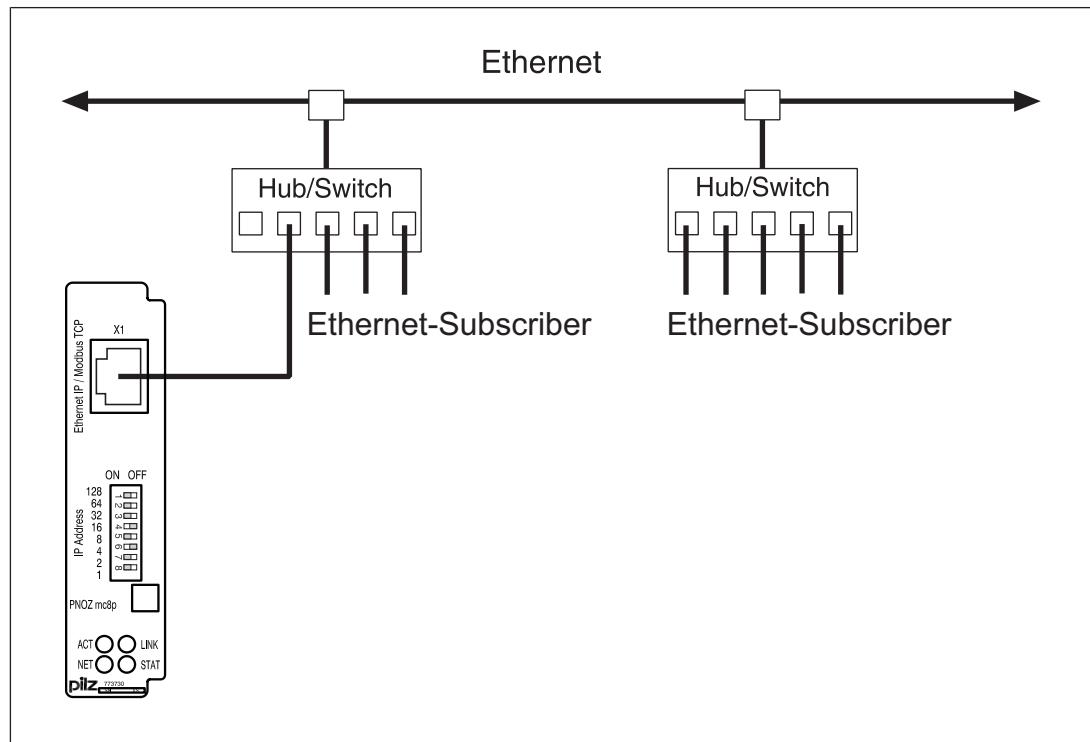 Ethernet
Hub/Switch
Hub/Switch
Ethernet-Subscriber
Ethernet-Subscriber
X1
Ethernet IP / Modbus TCP
ON OFF
IP Address
128
64
32
16
8
4
2
1
1
2
3
4
5
6
7
8
PNOZ mc8p
ACT LINK
NET STAT
pilz 773730